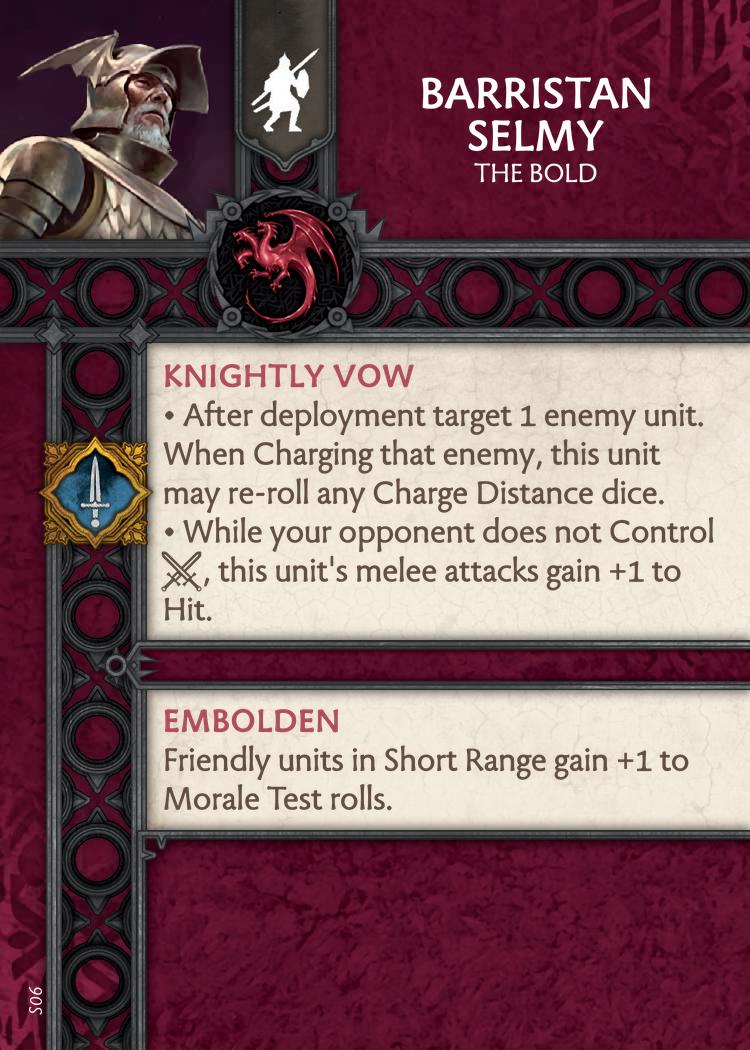 BARRISTAN
SELMY
THE BOLD
KNIGHTLY VOW
• After deployment target 1 enemy unit.
When Charging that enemy, this unit
may re-roll any Charge Distance dice.
• While your opponent does not Control
, this unit's melee attacks gain +1 to
Hit.
EMBOLDEN
Friendly units in Short Range gain +1 to
Morale Test rolls.
S06